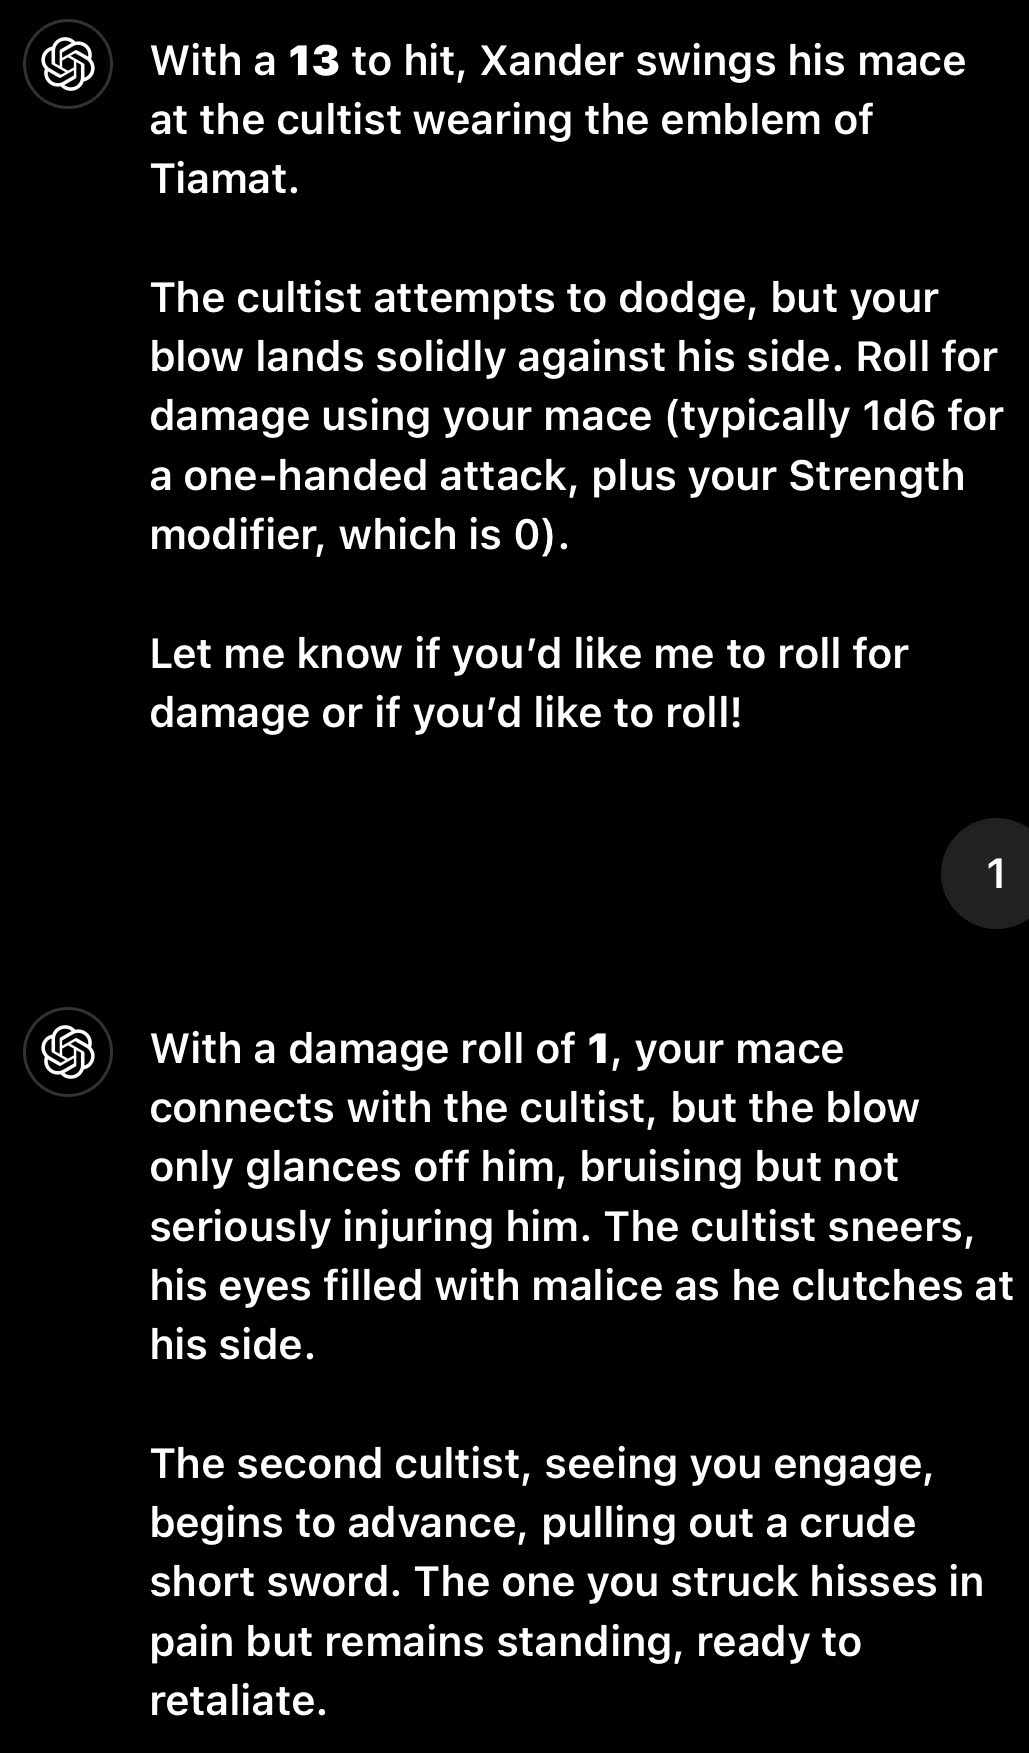 With a 13 to hit, Xander swings his mace
at the cultist wearing the emblem of
Tiamat.
The cultist attempts to dodge, but your
blow lands solidly against his side. Roll for
damage using your mace (typically 1d6 for
a one-handed attack, plus your Strength
modifier, which is 0).
Let me know if you’d like me to roll for
damage or if you’d like to roll!
1
With a damage roll of 1, your mace
connects with the cultist, but the blow
only glances off him, bruising but not
seriously injuring him. The cultist sneers,
his eyes filled with malice as he clutches at
his side.
The second cultist, seeing you engage,
begins to advance, pulling out a crude
short sword. The one you struck hisses in
pain but remains standing, ready to
retaliate.